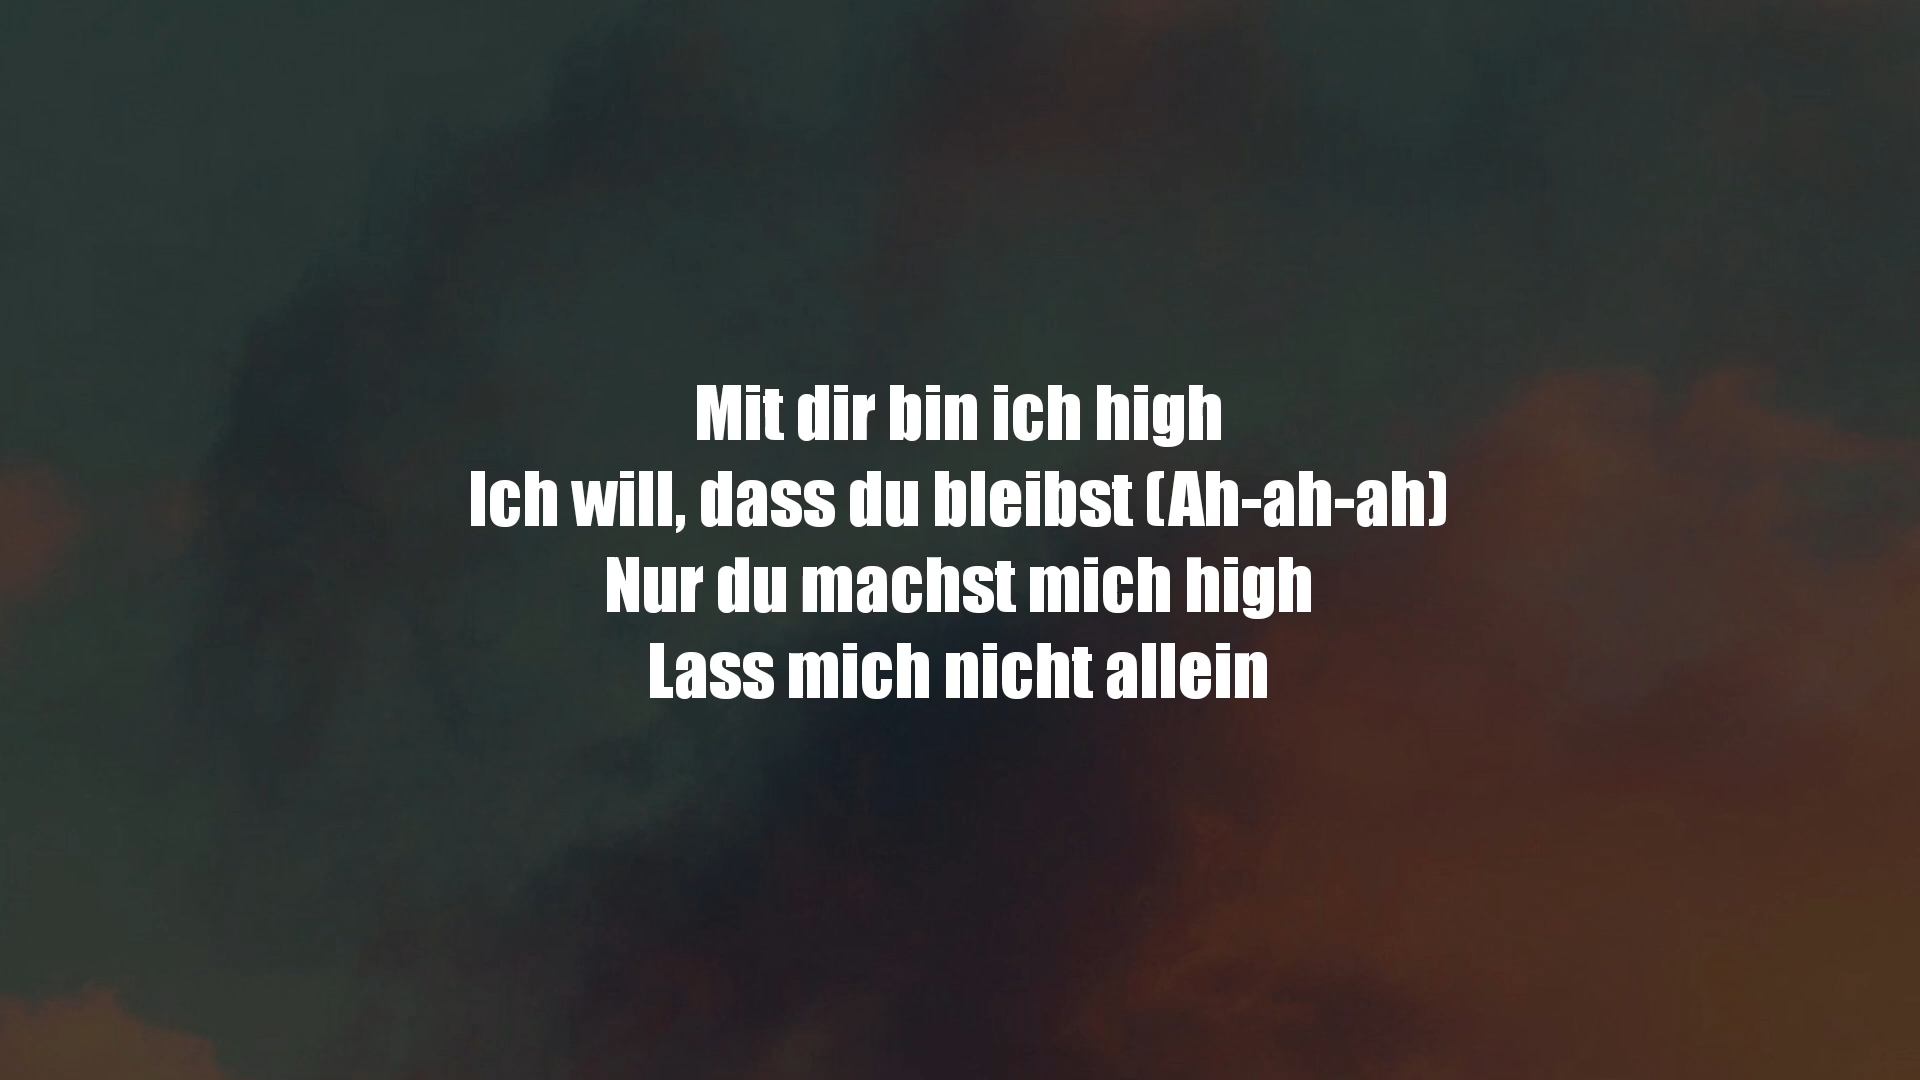 Mit dir bin ich high
Ich will, dass du bleibst (Ah-ah-ah)
Nur du machst mich high
Lass mich nicht allein